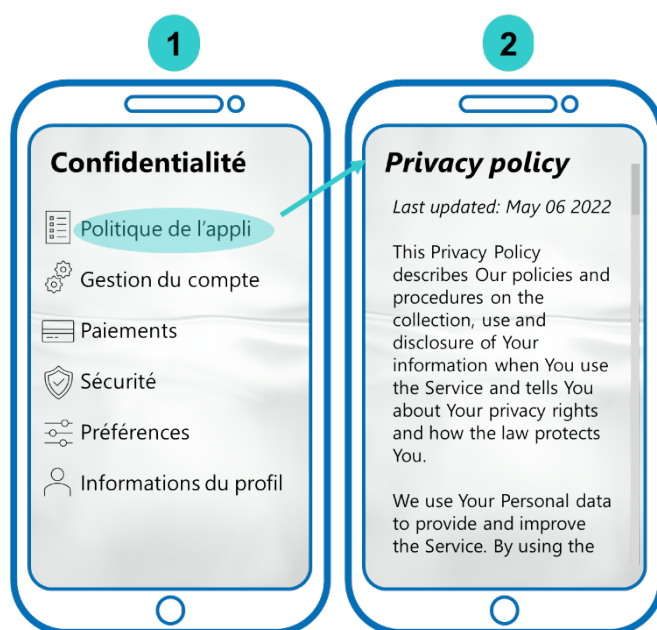 1
Confidentialité
Politique de l'appli
Gestion du compte
Paiements
Sécurité
Préférences
Informations du profil
2
Privacy policy
Last updated: May 06 2022
This Privacy Policy
describes Our policies and
procedures on the
collection, use and
disclosure of Your
information when You use
the Service and tells You
about Your privacy rights
and how the law protects
You.
We use Your Personal data
to provide and improve
the Service. By using the